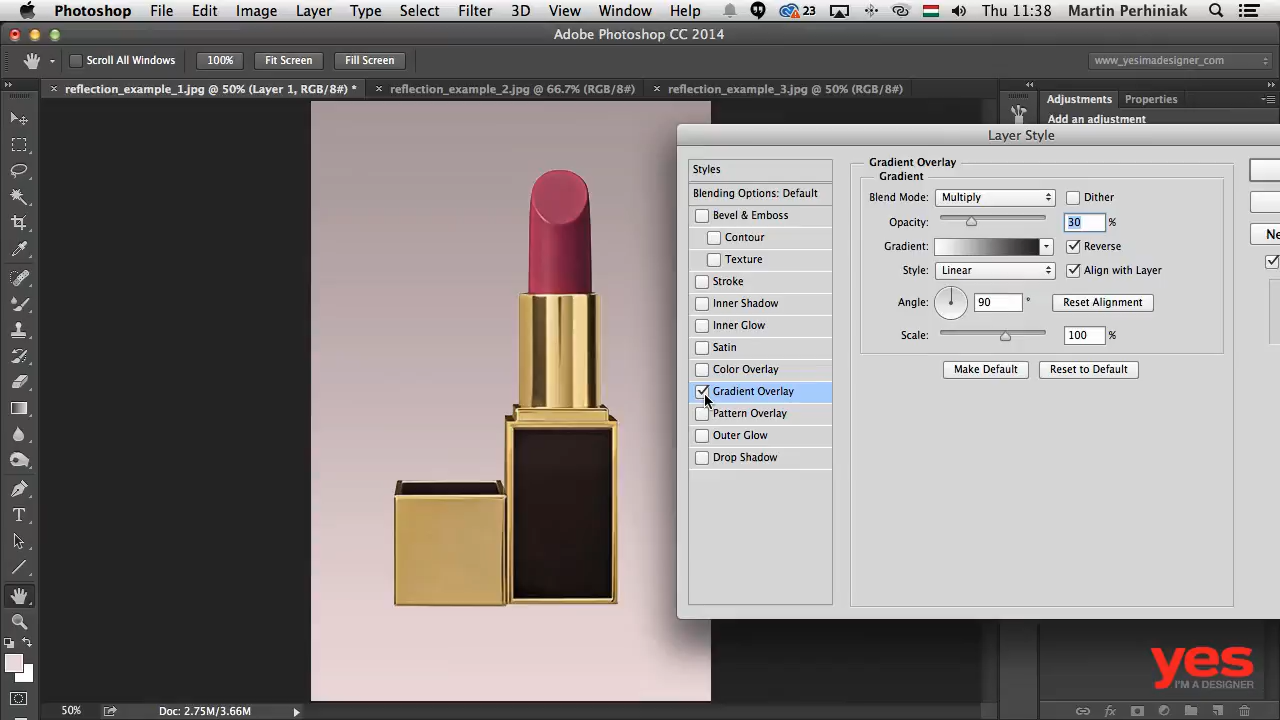 Photoshop File Edit Image Layer Type Select Filter 3D View Window Help 23 Thu 11:38 Martin Perhiniak
Adobe Photoshop CC 2014
Scroll All Windows 100% Fit Screen Fill Screen www_yesimadesigner_com
reflection_example_1.jpg @ 50% (Layer 1, RGB/8#) * reflection_example_2.jpg @ 66.7% (RGB/8#) reflection_example_3.jpg @ 50% (RGB/8#)
Adjustments Properties
Add an adjustment
Layer Style
Styles
Blending Options: Default
Bevel & Emboss
Contour
Texture
Stroke
Inner Shadow
Inner Glow
Satin
Color Overlay
Gradient Overlay
Pattern Overlay
Outer Glow
Drop Shadow
Gradient Overlay
Gradient
Blend Mode: Multiply Dither
Opacity: 30 %
Gradient: Reverse
Style: Linear Align with Layer
Angle: 90 ° Reset Alignment
Scale: 100 %
Make Default Reset to Default
Ne
yes
I'M A DESIGNER
50% Doc: 2.75M/3.66M